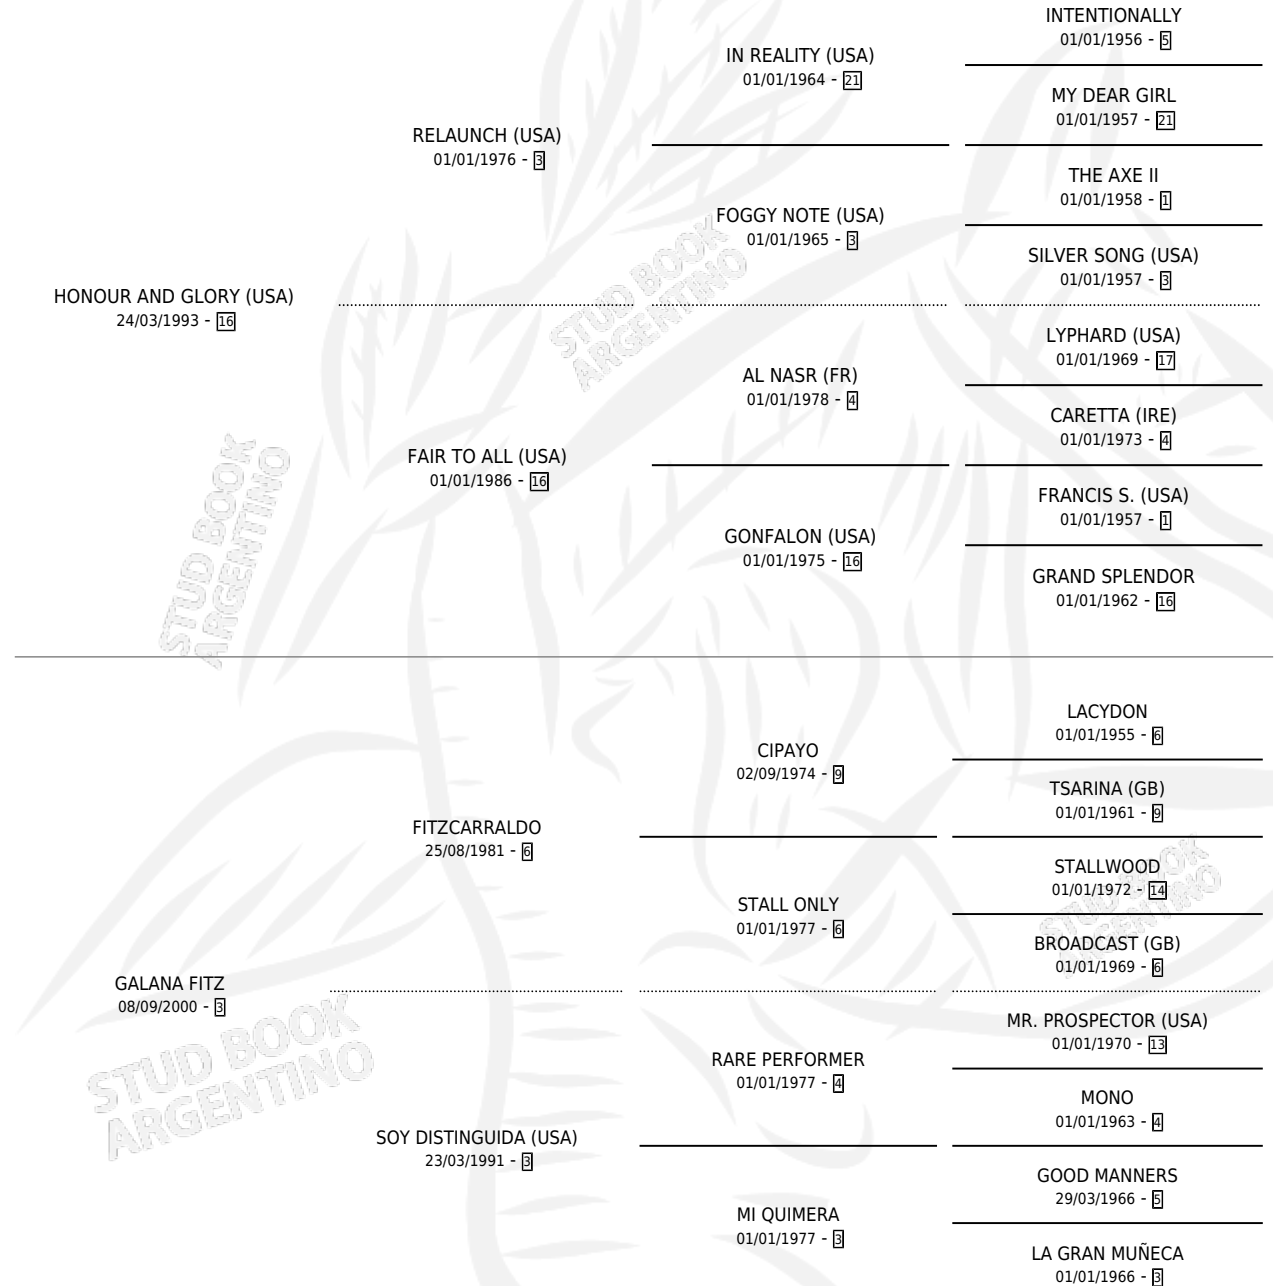 INTENTIONALLY
01/01/1956 - 5
IN REALITY (USA)
01/01/1964 - 21
MY DEAR GIRL
01/01/1957 - 21
RELAUNCH (USA)
01/01/1976 - 3
THE AXE II
01/01/1958 - 1
FOGGY NOTE (USA)
01/01/1965 - 3
SILVER SONG (USA)
01/01/1957 - 3
HONOUR AND GLORY (USA)
24/03/1993 - 16
STUD BOOK
ARGENTINO
LYPHARD (USA)
01/01/1969 - 17
AL NASR (FR)
01/01/1978 - 4
CARETTA (IRE)
01/01/1973 - 4
FAIR TO ALL (USA)
01/01/1986 - 16
FRANCIS S. (USA)
01/01/1957 - 1
GONFALON (USA)
01/01/1975 - 16
GRAND SPLENDOR
01/01/1962 - 16
STUD BOOK
ARGENTINO
LACYDON
01/01/1955 - 6
CIPAYO
02/09/1974 - 9
TSARINA (GB)
01/01/1961 - 9
FITZCARRALDO
25/08/1981 - 6
STALLWOOD
01/01/1972 - 14
STALL ONLY
01/01/1977 - 6
BROADCAST (GB)
01/01/1969 - 6
STUD BOOK
ARGENTINO
GALANA FITZ
08/09/2000 - 3
MR. PROSPECTOR (USA)
01/01/1970 - 13
RARE PERFORMER
01/01/1977 - 4
MONO
01/01/1963 - 4
STUD BOOK
ARGENTINO
SOY DISTINGUIDA (USA)
23/03/1991 - 3
GOOD MANNERS
29/03/1966 - 5
MI QUIMERA
01/01/1977 - 3
LA GRAN MUÑECA
01/01/1966 - 3